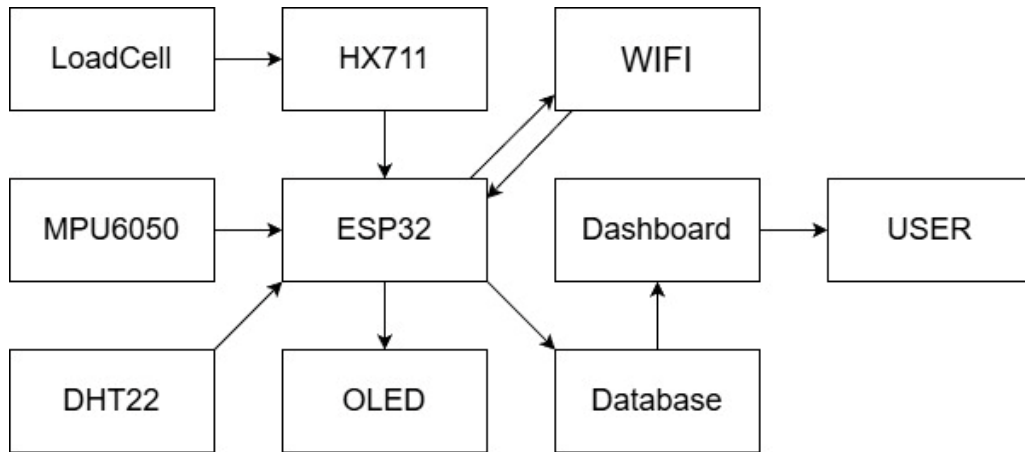 LoadCell
HX711
WIFI
MPU6050
ESP32
Dashboard
USER
DHT22
OLED
Database